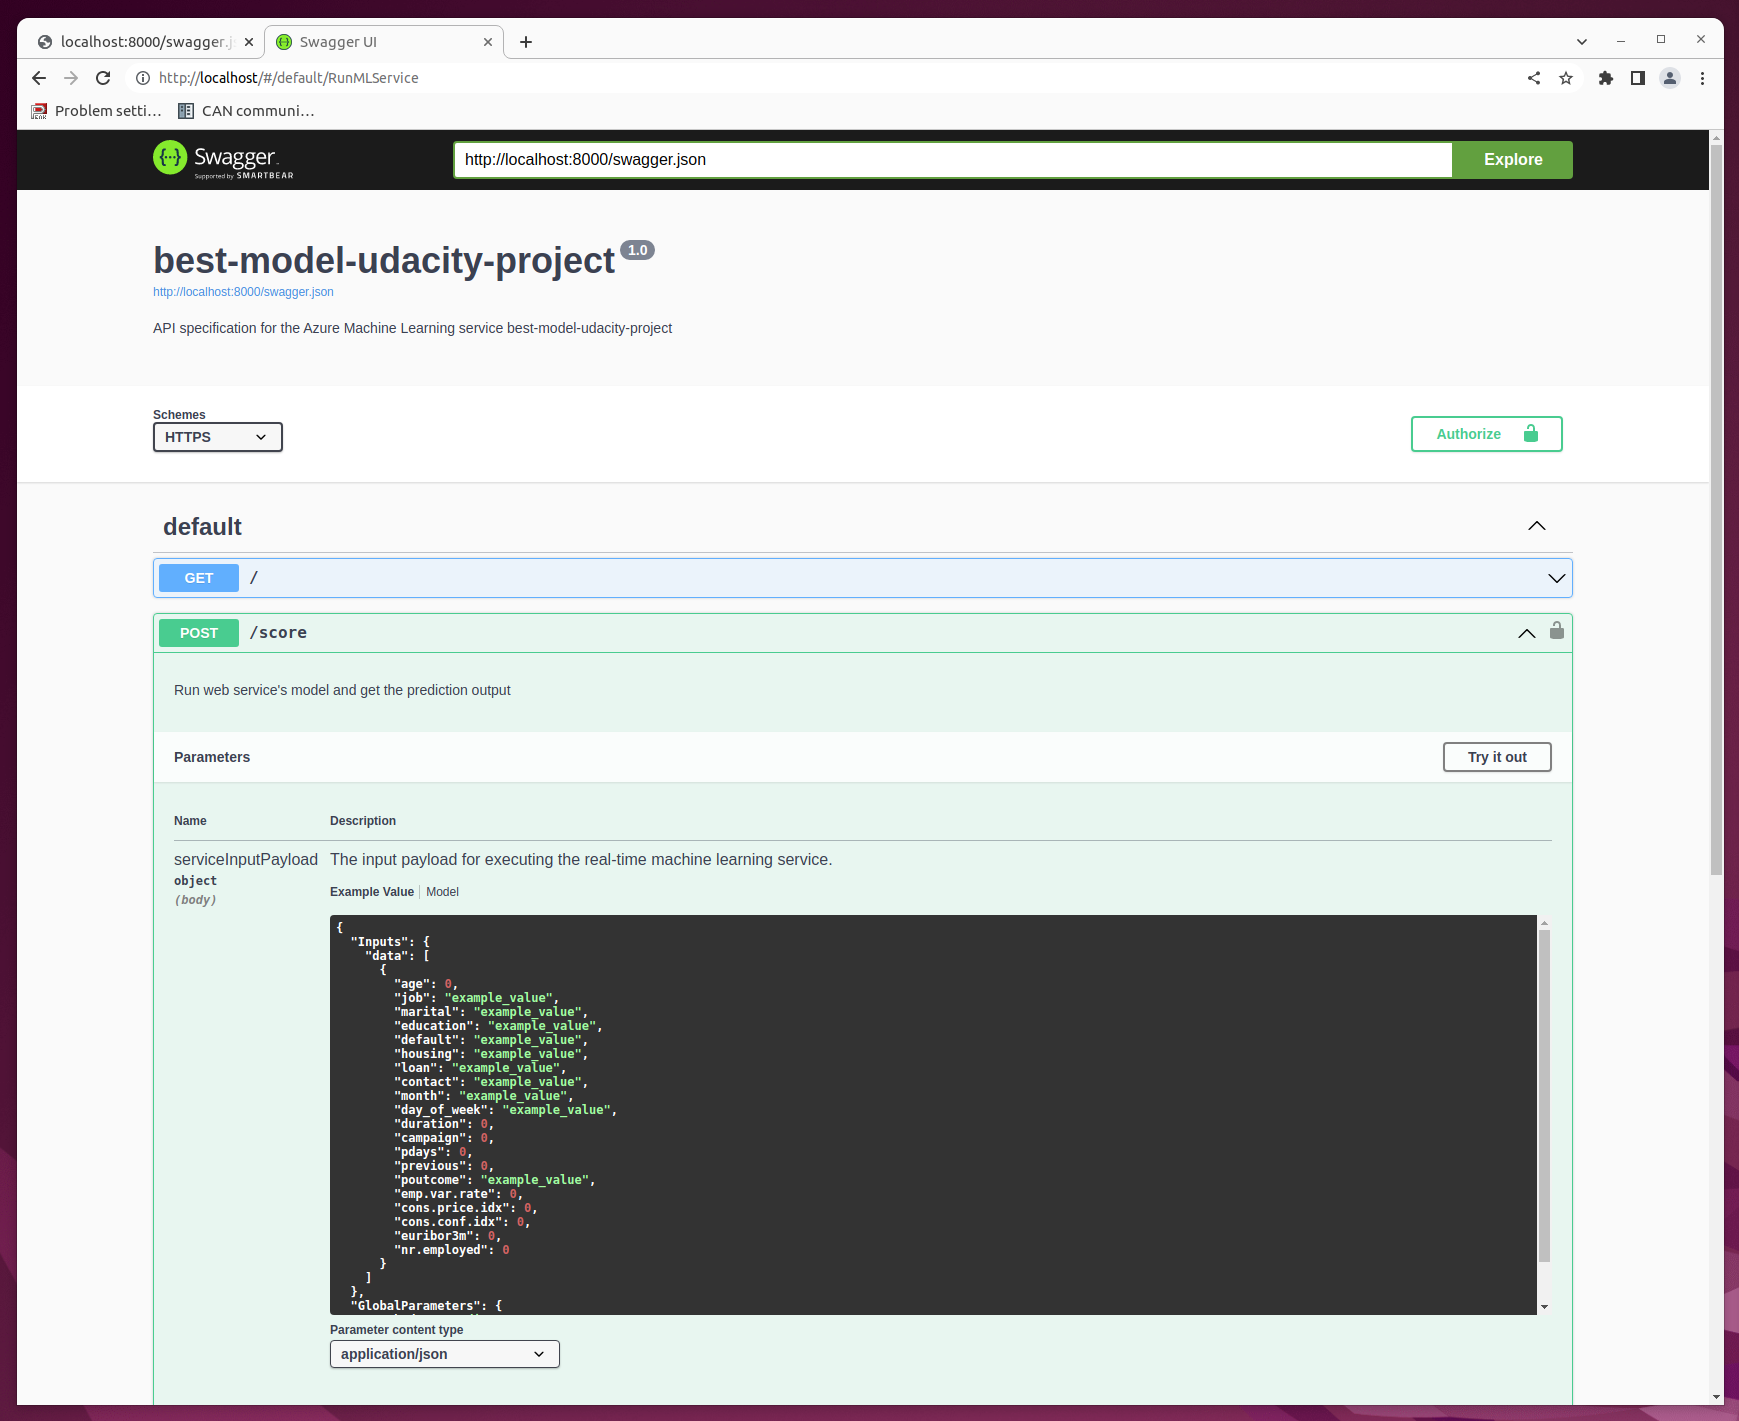 localhost:8000/swagger.js
Swagger UI
http://localhost/#/default/RunMLService
Problem setti…
CAN communi…
Swagger
Supported by SMARTBEAR
http://localhost:8000/swagger.json
Explore
best-model-udacity-project 1.0
http://localhost:8000/swagger.json
API specification for the Azure Machine Learning service best-model-udacity-project
Schemes
HTTPS
Authorize
default
GET /
POST /score
Run web service's model and get the prediction output
Parameters
Try it out
Name Description
serviceInputPayload The input payload for executing the real-time machine learning service.
object
(body)
Example Value Model
{
"Inputs": {
"data": [
{
"age": 0,
"job": "example_value",
"marital": "example_value",
"education": "example_value",
"default": "example_value",
"housing": "example_value",
"loan": "example_value",
"contact": "example_value",
"month": "example_value",
"day_of_week": "example_value",
"duration": 0,
"campaign": 0,
"pdays": 0,
"previous": 0,
"poutcome": "example_value",
"emp.var.rate": 0,
"cons.price.idx": 0,
"cons.conf.idx": 0,
"euribor3m": 0,
"nr.employed": 0
}
]
},
"GlobalParameters": {
Parameter content type
application/json